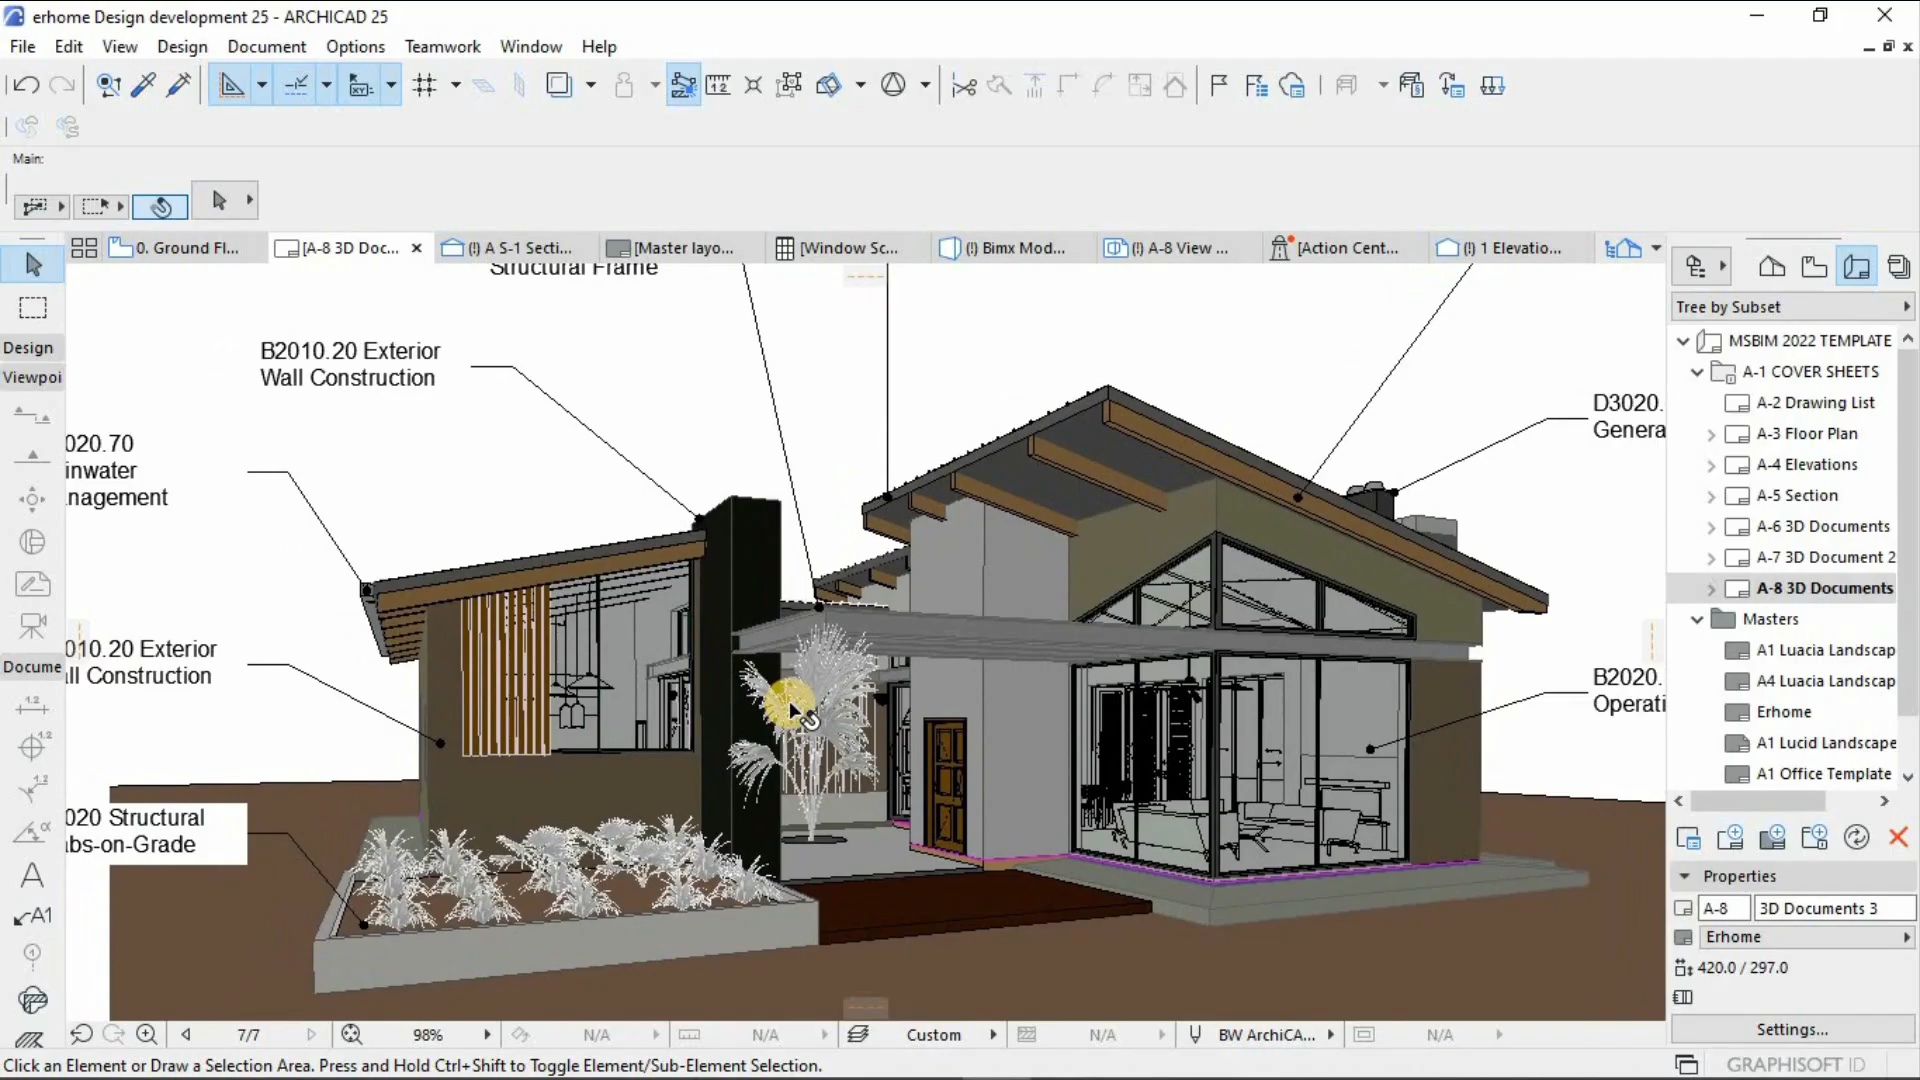 erhome Design development 25 - ARCHICAD 25
File Edit View Design Document Options Teamwork Window Help
Main:
0. Ground Fl...
[A-8 3D Doc...
(!) A S-1 Secti...
[Master layo...
[Window Sc...
(!) Bimx Mod...
(!) A-8 View ...
[Action Cent...
(!) 1 Elevatio...
Design
Viewpoi
Docume
Structural Frame
B2010.20 Exterior
Wall Construction
020.70
inwater
nagement
010.20 Exterior
ll Construction
020 Structural
abs-on-Grade
D3020.
Genera
B2020.
Operati
Tree by Subset
MSBIM 2022 TEMPLATE
A-1 COVER SHEETS
A-2 Drawing List
A-3 Floor Plan
A-4 Elevations
A-5 Section
A-6 3D Documents
A-7 3D Document 2
A-8 3D Documents
Masters
A1 Luacia Landscap
A4 Luacia Landscap
Erhome
A1 Lucid Landscape
A1 Office Template
Properties
A-8 3D Documents 3
Erhome
420.0 / 297.0
Settings...
7/7 98% N/A N/A Custom N/A BW ArchiCA... N/A
Click an Element or Draw a Selection Area. Press and Hold Ctrl+Shift to Toggle Element/Sub-Element Selection.
GRAPHISOFT ID